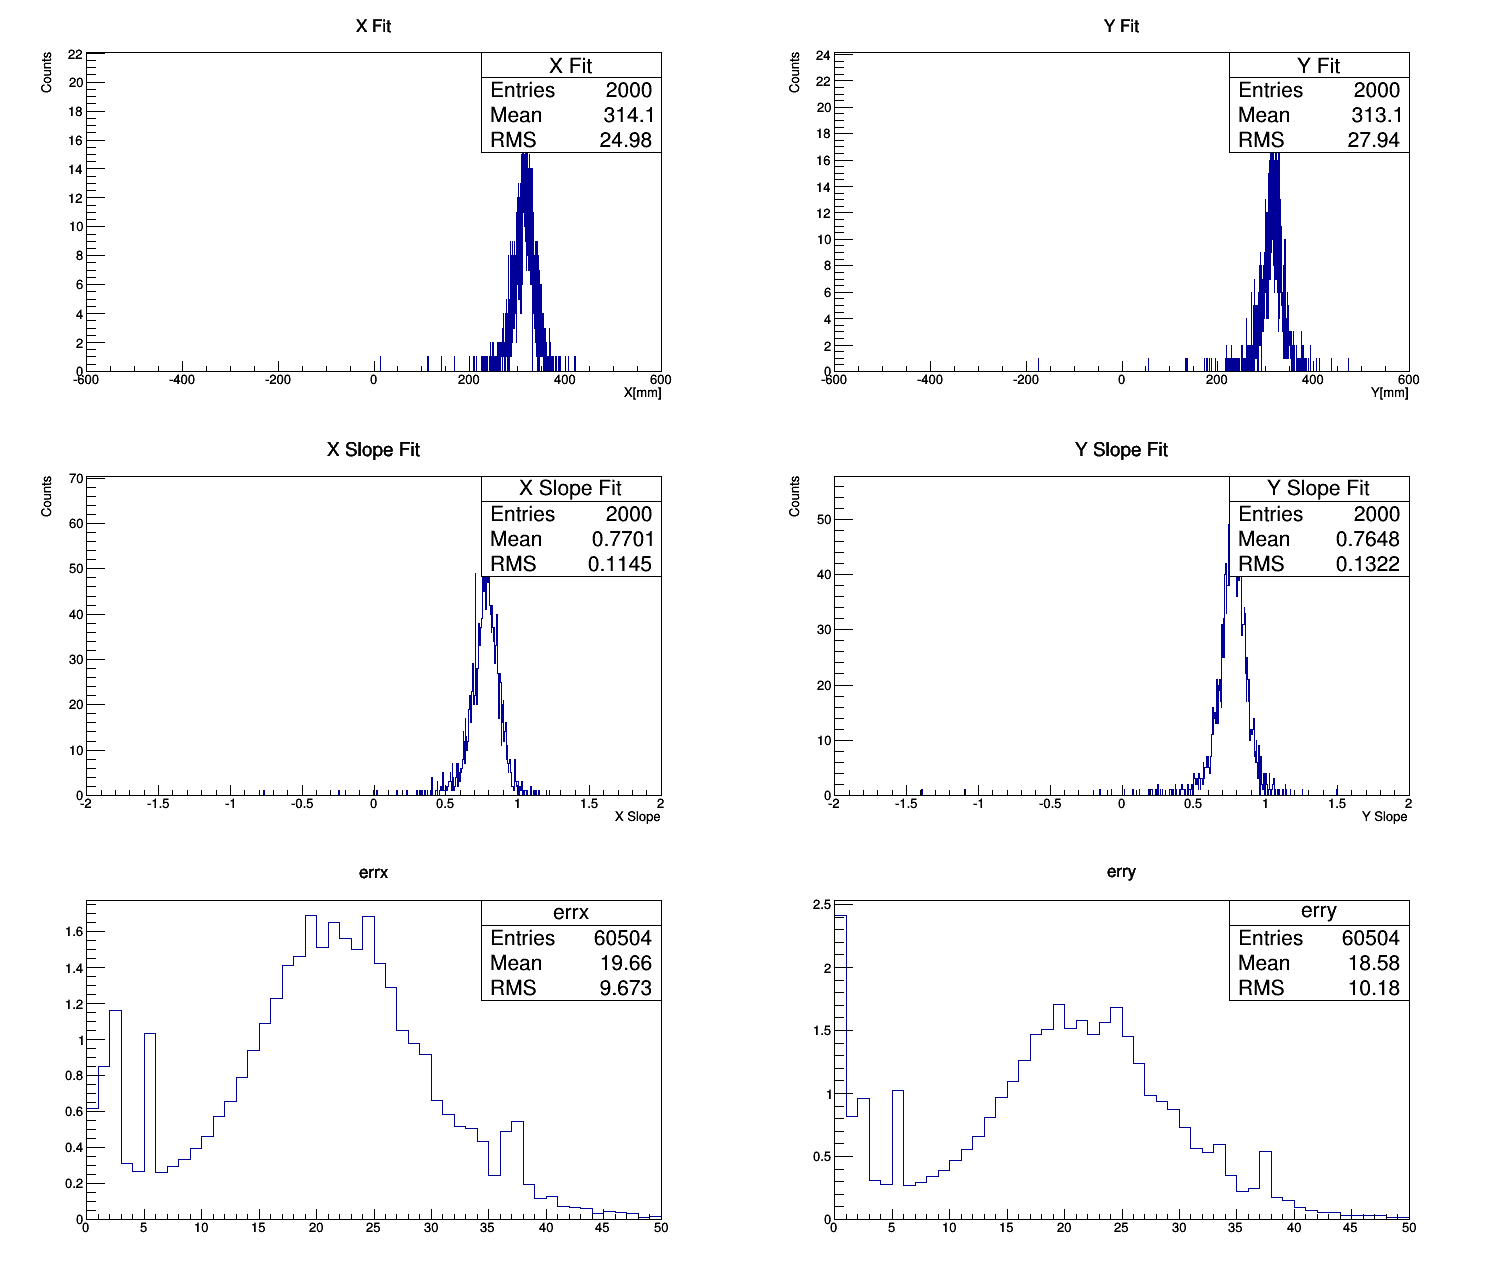 X Fit
Counts
22
20
18
16
14
12
10
8
6
4
2
0
X Fit
Entries 2000
Mean 314.1
RMS 24.98
-600 -400 -200 0 200 400 600
X[mm]
Y Fit
Counts
24
22
20
18
16
14
12
10
8
6
4
2
0
Y Fit
Entries 2000
Mean 313.1
RMS 27.94
-600 -400 -200 0 200 400 600
Y[mm]
X Slope Fit
Counts
70
60
50
40
30
20
10
0
X Slope Fit
Entries 2000
Mean 0.7701
RMS 0.1145
-2 -1.5 -1 -0.5 0 0.5 1 1.5 2
X Slope
Y Slope Fit
Counts
50
40
30
20
10
0
Y Slope Fit
Entries 2000
Mean 0.7648
RMS 0.1322
-2 -1.5 -1 -0.5 0 0.5 1 1.5 2
Y Slope
errx
1.6
1.4
1.2
1
0.8
0.6
0.4
0.2
0
errx
Entries 60504
Mean 19.66
RMS 9.673
0 5 10 15 20 25 30 35 40 45 50
erry
2.5
2
1.5
1
0.5
0
erry
Entries 60504
Mean 18.58
RMS 10.18
0 5 10 15 20 25 30 35 40 45 50